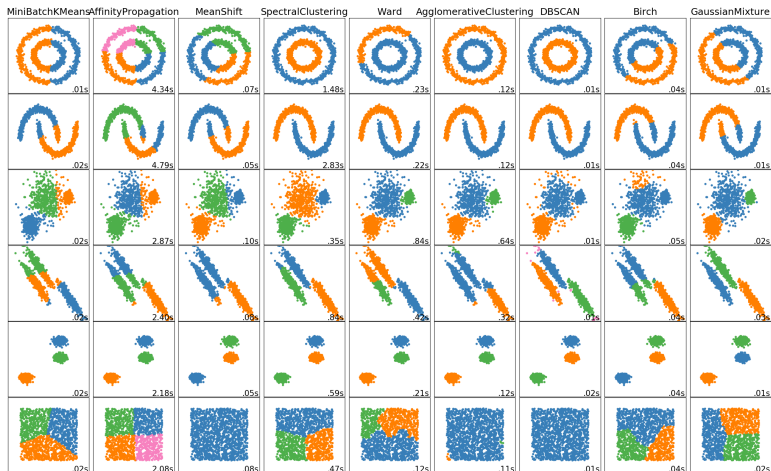 MiniBatchKMeans AffinityPropagation MeanShift SpectralClustering Ward AgglomerativeClustering DBSCAN Birch GaussianMixture
.01s 4.34s .07s 1.48s .23s .12s .01s .04s .01s
.02s 4.79s .05s 2.83s .22s .12s .01s .04s .01s
.02s 2.87s .10s .35s .84s .64s .01s .05s .02s
.02s 2.40s .06s .84s .42s .32s .01s .04s .03s
.02s 2.18s .05s .59s .21s .12s .02s .04s .01s
.02s 2.08s .08s .47s .12s .11s .01s .04s .02s